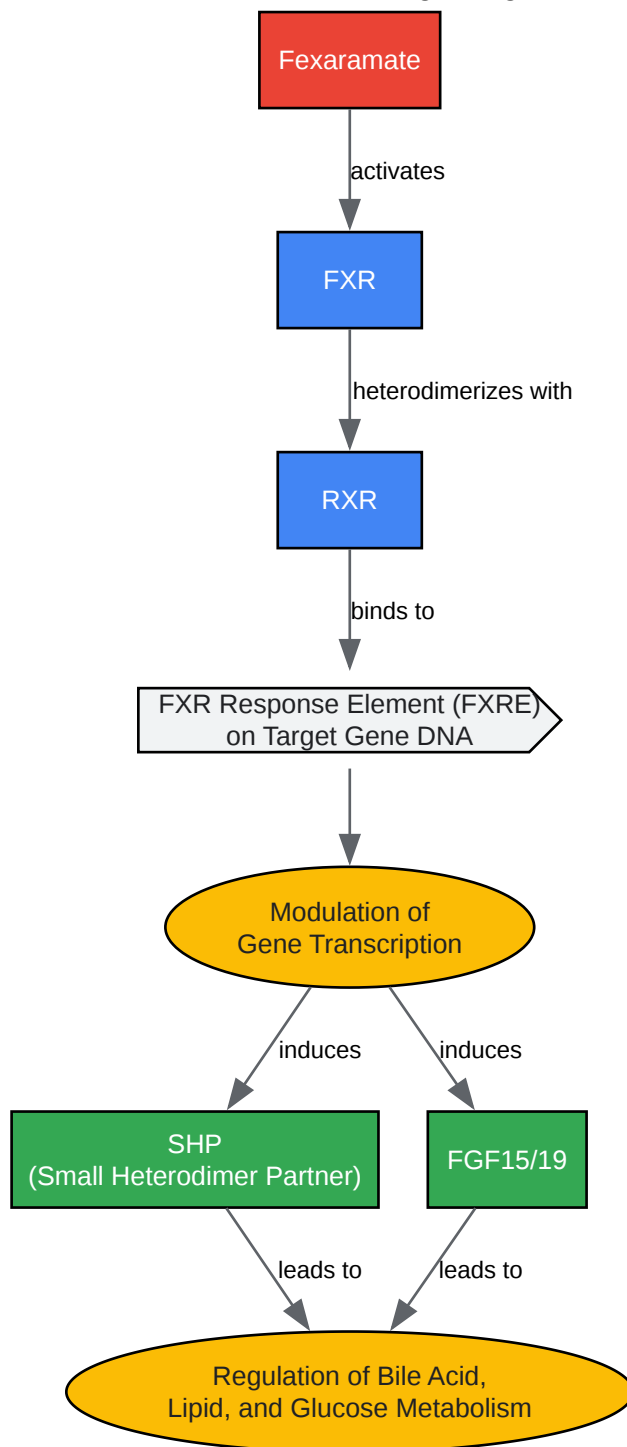 Fexaramate
activates
FXR
heterodimerizes with
RXR
binds to
FXR Response Element (FXRE)
on Target Gene DNA
Modulation of
Gene Transcription
induces
induces
SHP
(Small Heterodimer Partner)
FGF15/19
leads to
leads to
Regulation of Bile Acid,
Lipid, and Glucose Metabolism